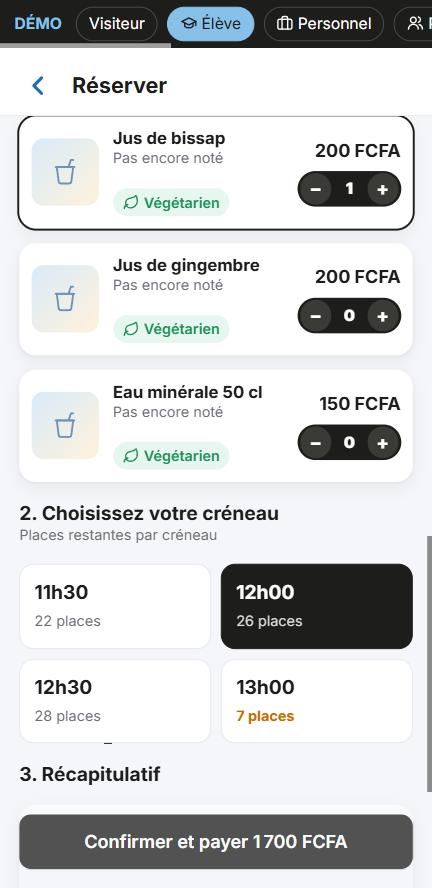 DÉMO Visiteur Élève Personnel
Réserver
Jus de bissap
Pas encore noté
200 FCFA
− 1 +
Végétarien
Jus de gingembre
Pas encore noté
200 FCFA
− 0 +
Végétarien
Eau minérale 50 cl
Pas encore noté
150 FCFA
− 0 +
Végétarien
2. Choisissez votre créneau
Places restantes par créneau
11h30
22 places
12h00
26 places
12h30
28 places
13h00
7 places
3. Récapitulatif
Confirmer et payer 1 700 FCFA